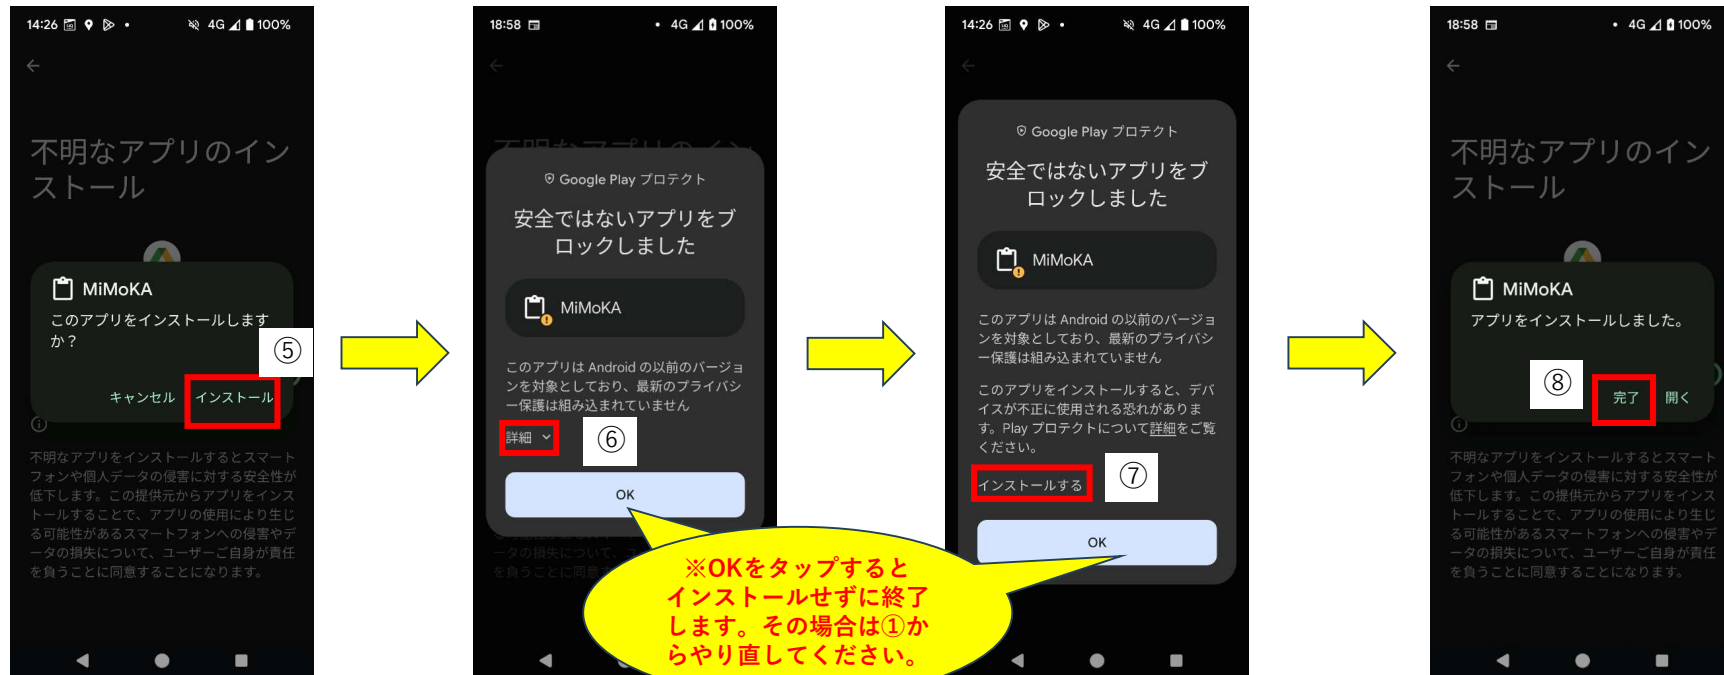 14:26 4G 100%
不明なアプリのイン
ストール
MiMoKA
このアプリをインストールします
か？
⑤
キャンセル インストール
不明なアプリをインストールするとスマート
フォンや個人データの侵害に対する安全性が
低下します。この提供元からアプリをインス
トールすることで、アプリの使用により生じ
る可能性があるスマートフォンへの侵害やデ
ータの損失について、ユーザーご自身が責任
を負うことに同意することになります。
18:58 4G 100%
Google Play プロテクト
安全ではないアプリをブ
ロックしました
MiMoKA
このアプリは Android の以前のバージョ
ンを対象としており、最新のプライバシ
ー保護は組み込まれていません
詳細
⑥
OK
ータの損失について、ユ
を負うことに同意す
※OKをタップすると
インストールせずに終了
します。その場合は①か
らやり直してください。
14:26 4G 100%
Google Play プロテクト
安全ではないアプリをブ
ロックしました
MiMoKA
このアプリは Android の以前のバージョ
ンを対象としており、最新のプライバシ
ー保護は組み込まれていません
このアプリをインストールすると、デバ
イスが不正に使用される恐れがありま
す。Play プロテクトについて詳細をご覧
ください。
インストールする
⑦
OK
18:58 4G 100%
不明なアプリのイン
ストール
MiMoKA
アプリをインストールしました。
⑧
完了 開く
不明なアプリをインストールするとスマート
フォンや個人データの侵害に対する安全性が
低下します。この提供元からアプリをインス
トールすることで、アプリの使用により生じ
る可能性があるスマートフォンへの侵害やデ
ータの損失について、ユーザーご自身が責任
を負うことに同意することになります。